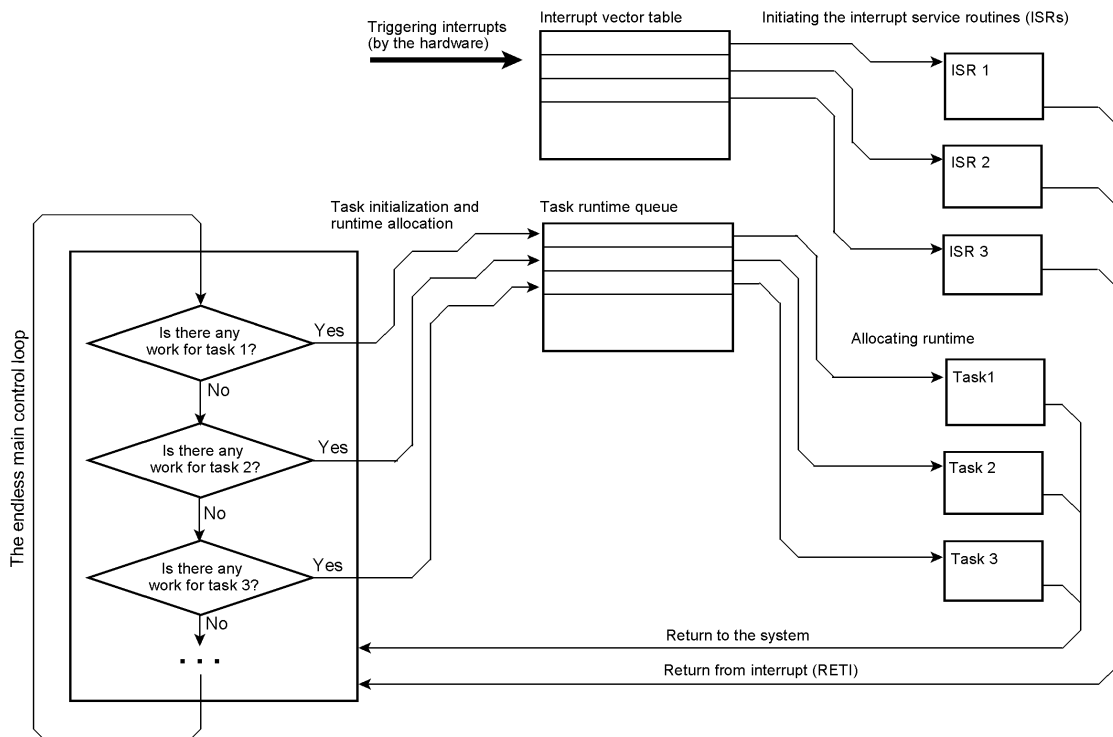 Triggering interrupts
(by the hardware)
Interrupt vector table
Initiating the interrupt service routines (ISRs)
ISR 1
ISR 2
ISR 3
Task initialization and
runtime allocation
Task runtime queue
The endless main control loop
Is there any
work for task 1?
Yes
No
Is there any
work for task 2?
Yes
No
Is there any
work for task 3?
Yes
No
. . .
Allocating runtime
Task1
Task 2
Task 3
Return to the system
Return from interrupt (RETI)